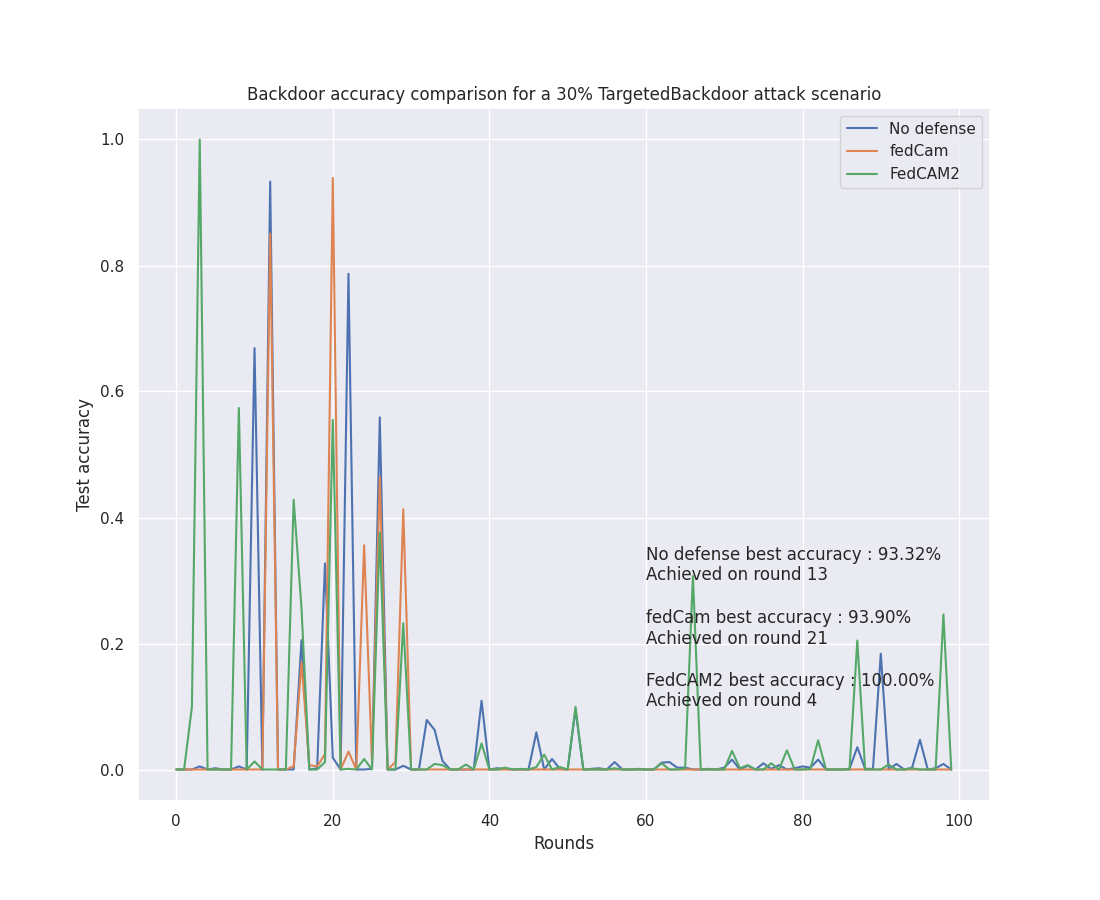 Backdoor accuracy comparison for a 30% TargetedBackdoor attack scenario
No defense
fedCam
FedCAM2
1.0
0.8
0.6
0.4
0.2
0.0
Test accuracy
No defense best accuracy : 93.32%
Achieved on round 13
fedCam best accuracy : 93.90%
Achieved on round 21
FedCAM2 best accuracy : 100.00%
Achieved on round 4
0
20
40
60
80
100
Rounds